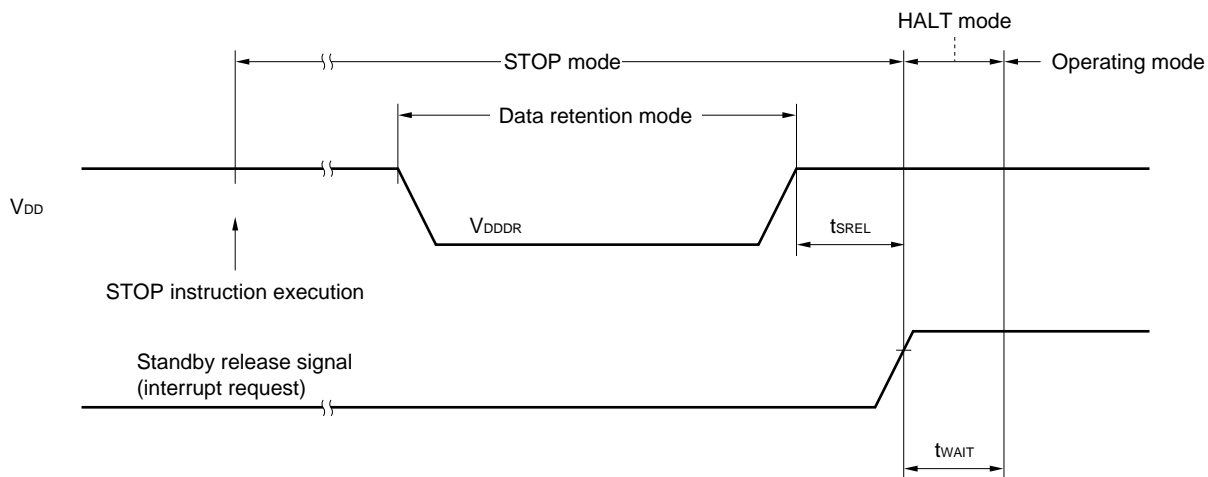 HALT mode
STOP mode
Operating mode
Data retention mode
VDD
VDDDR
tSREL
STOP instruction execution
Standby release signal
(interrupt request)
tWAIT